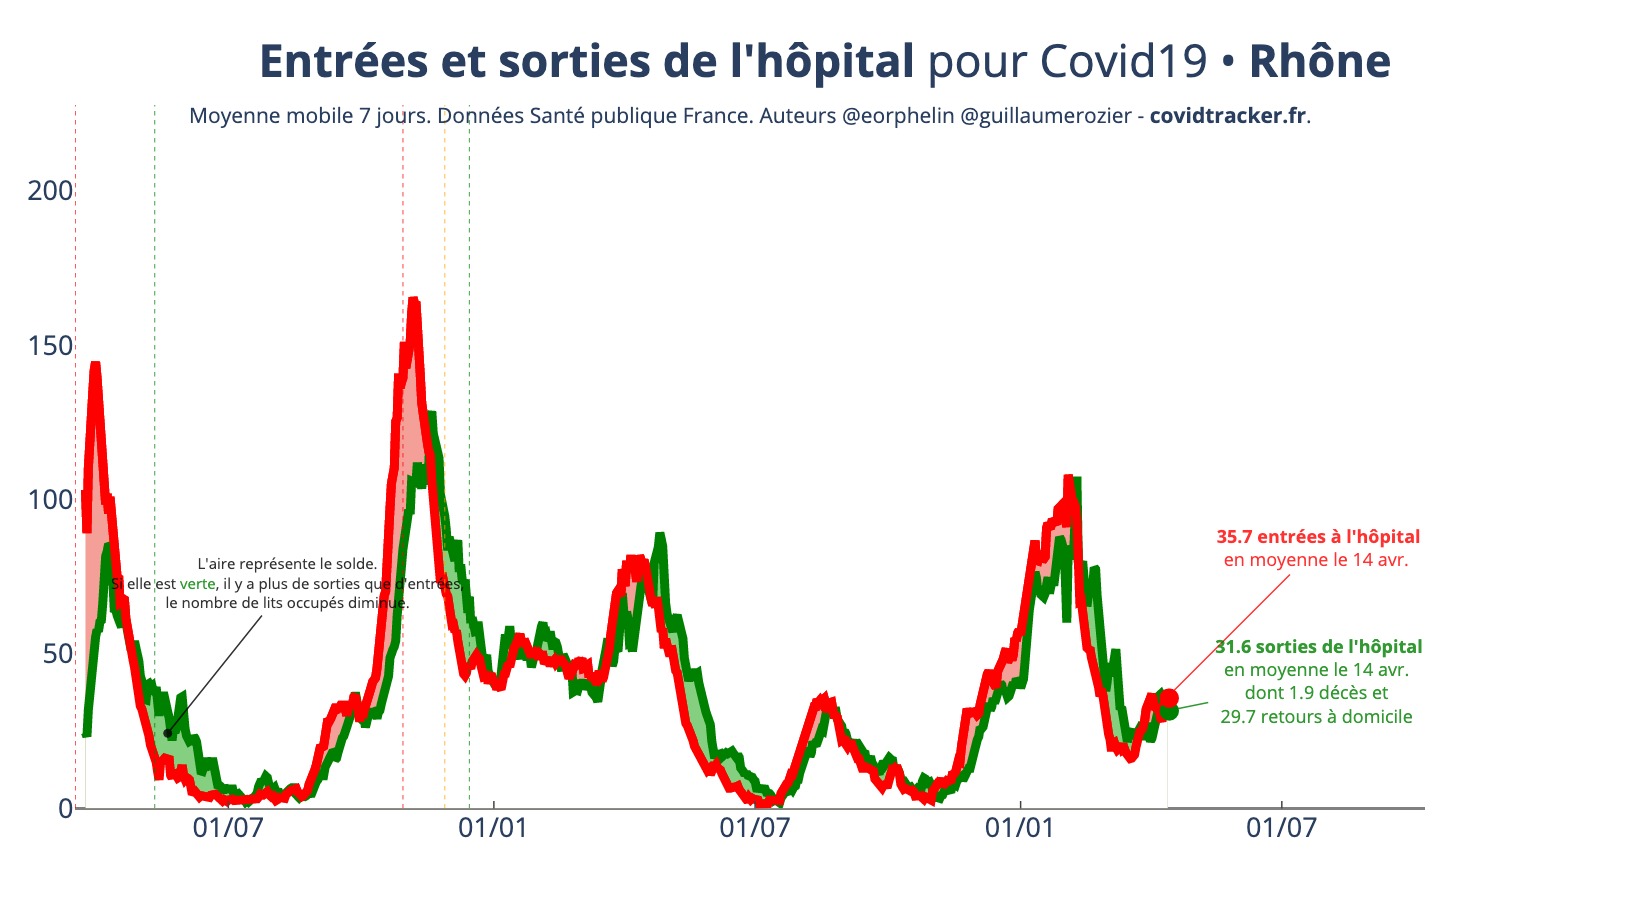 Entrées et sorties de l'hôpital pour Covid19 • Rhône
Moyenne mobile 7 jours. Données Santé publique France. Auteurs @eorphelin @guillaumerozier - covidtracker.fr.
200
150
100
50
0
L'aire représente le solde.
Si elle est verte, il y a plus de sorties que d'entrées,
le nombre de lits occupés diminue.
35.7 entrées à l'hôpital
en moyenne le 14 avr.
31.6 sorties de l'hôpital
en moyenne le 14 avr.
dont 1.9 décès et
29.7 retours à domicile
01/07
01/01
01/07
01/01
01/07